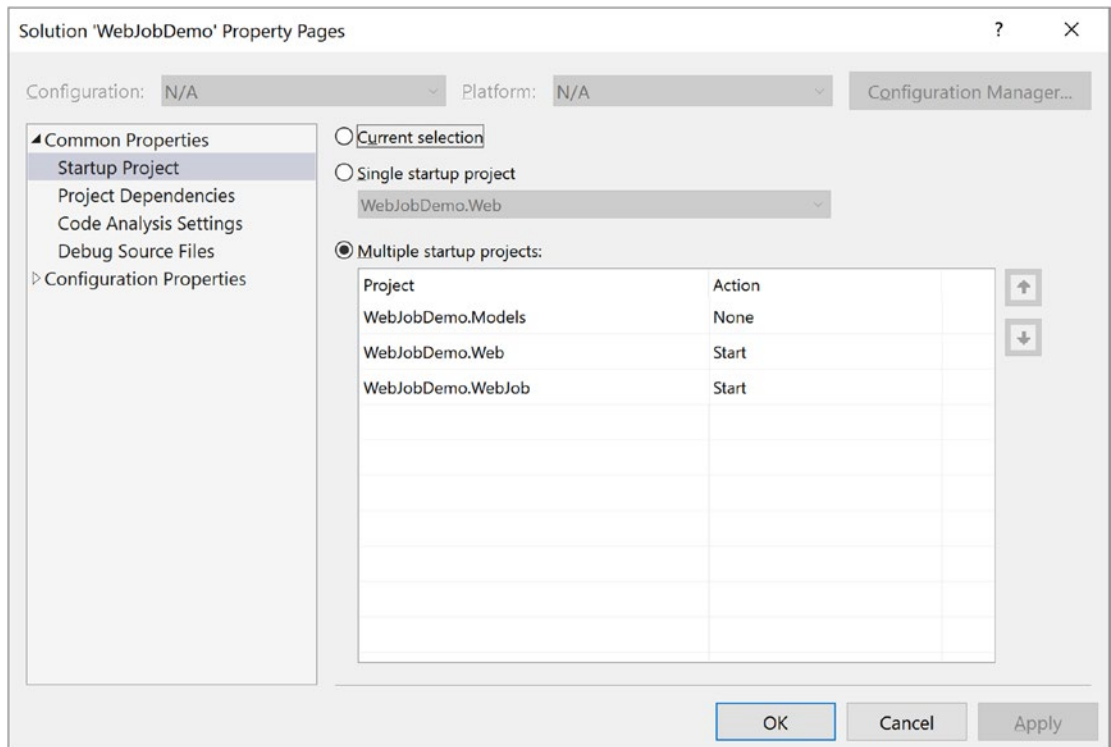 Solution 'WebJobDemo' Property Pages ?
Configuration: N/A Platform: N/A Configuration Manager...
Common Properties
Startup Project
Project Dependencies
Code Analysis Settings
Debug Source Files
Configuration Properties
Current selection
Single startup project
WebJobDemo.Web
Multiple startup projects:
Project Action
WebJobDemo.Models None
WebJobDemo.Web Start
WebJobDemo.WebJob Start
OK Cancel Apply